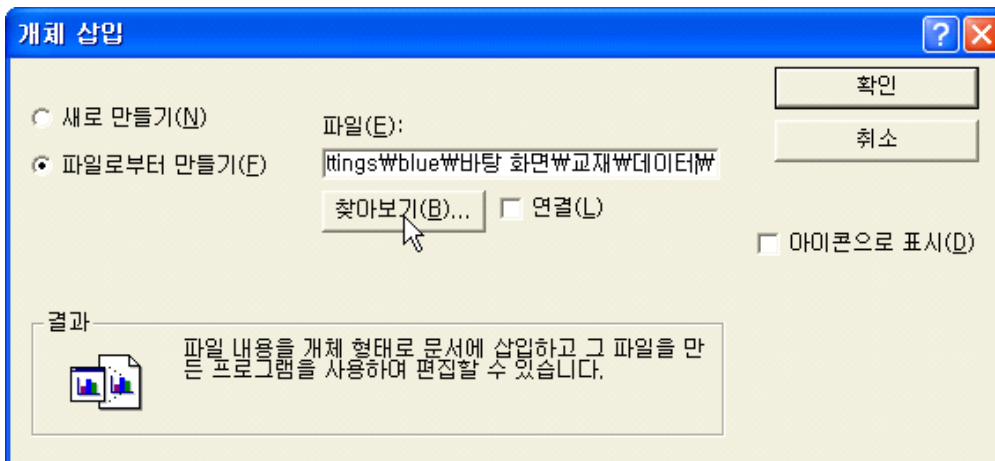 개체 삽입
새로 만들기(N)
파일로부터 만들기(F)
파일(E):
ttings₩blue₩바탕 화면₩교재₩데이터₩
찾아보기(B)...
연결(L)
확인
취소
아이콘으로 표시(D)
결과
파일 내용을 개체 형태로 문서에 삽입하고 그 파일을 만
든 프로그램을 사용하여 편집할 수 있습니다.